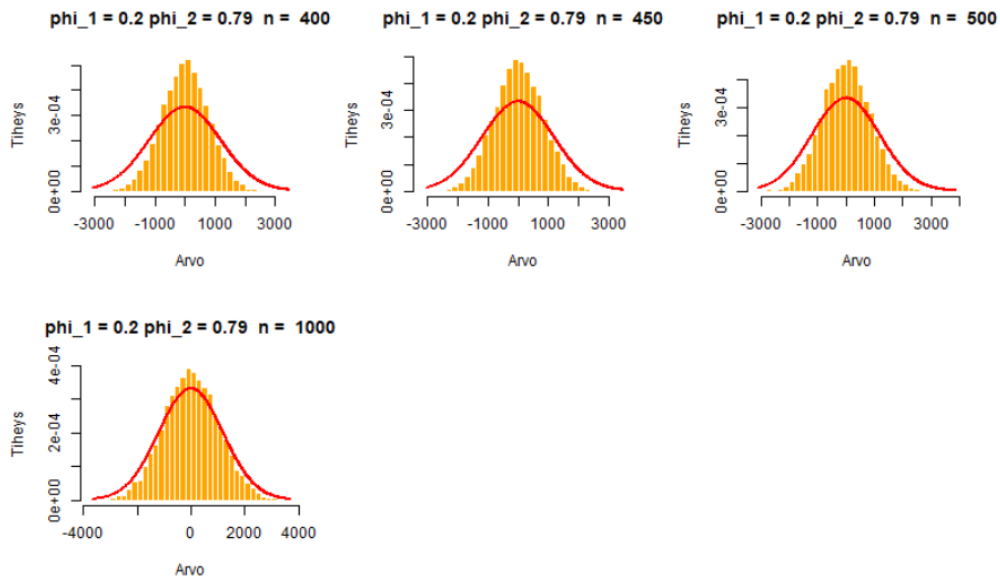 phi_1 = 0.2 phi_2 = 0.79 n = 400
Tiheys
0e+00 3e-04
-3000 -1000 1000 3000
Arvo
phi_1 = 0.2 phi_2 = 0.79 n = 450
Tiheys
0e+00 3e-04
-3000 -1000 1000 3000
Arvo
phi_1 = 0.2 phi_2 = 0.79 n = 500
Tiheys
0e+00 3e-04
-3000 -1000 1000 3000
Arvo
phi_1 = 0.2 phi_2 = 0.79 n = 1000
Tiheys
0e+00 2e-04 4e-04
-4000 0 2000 4000
Arvo